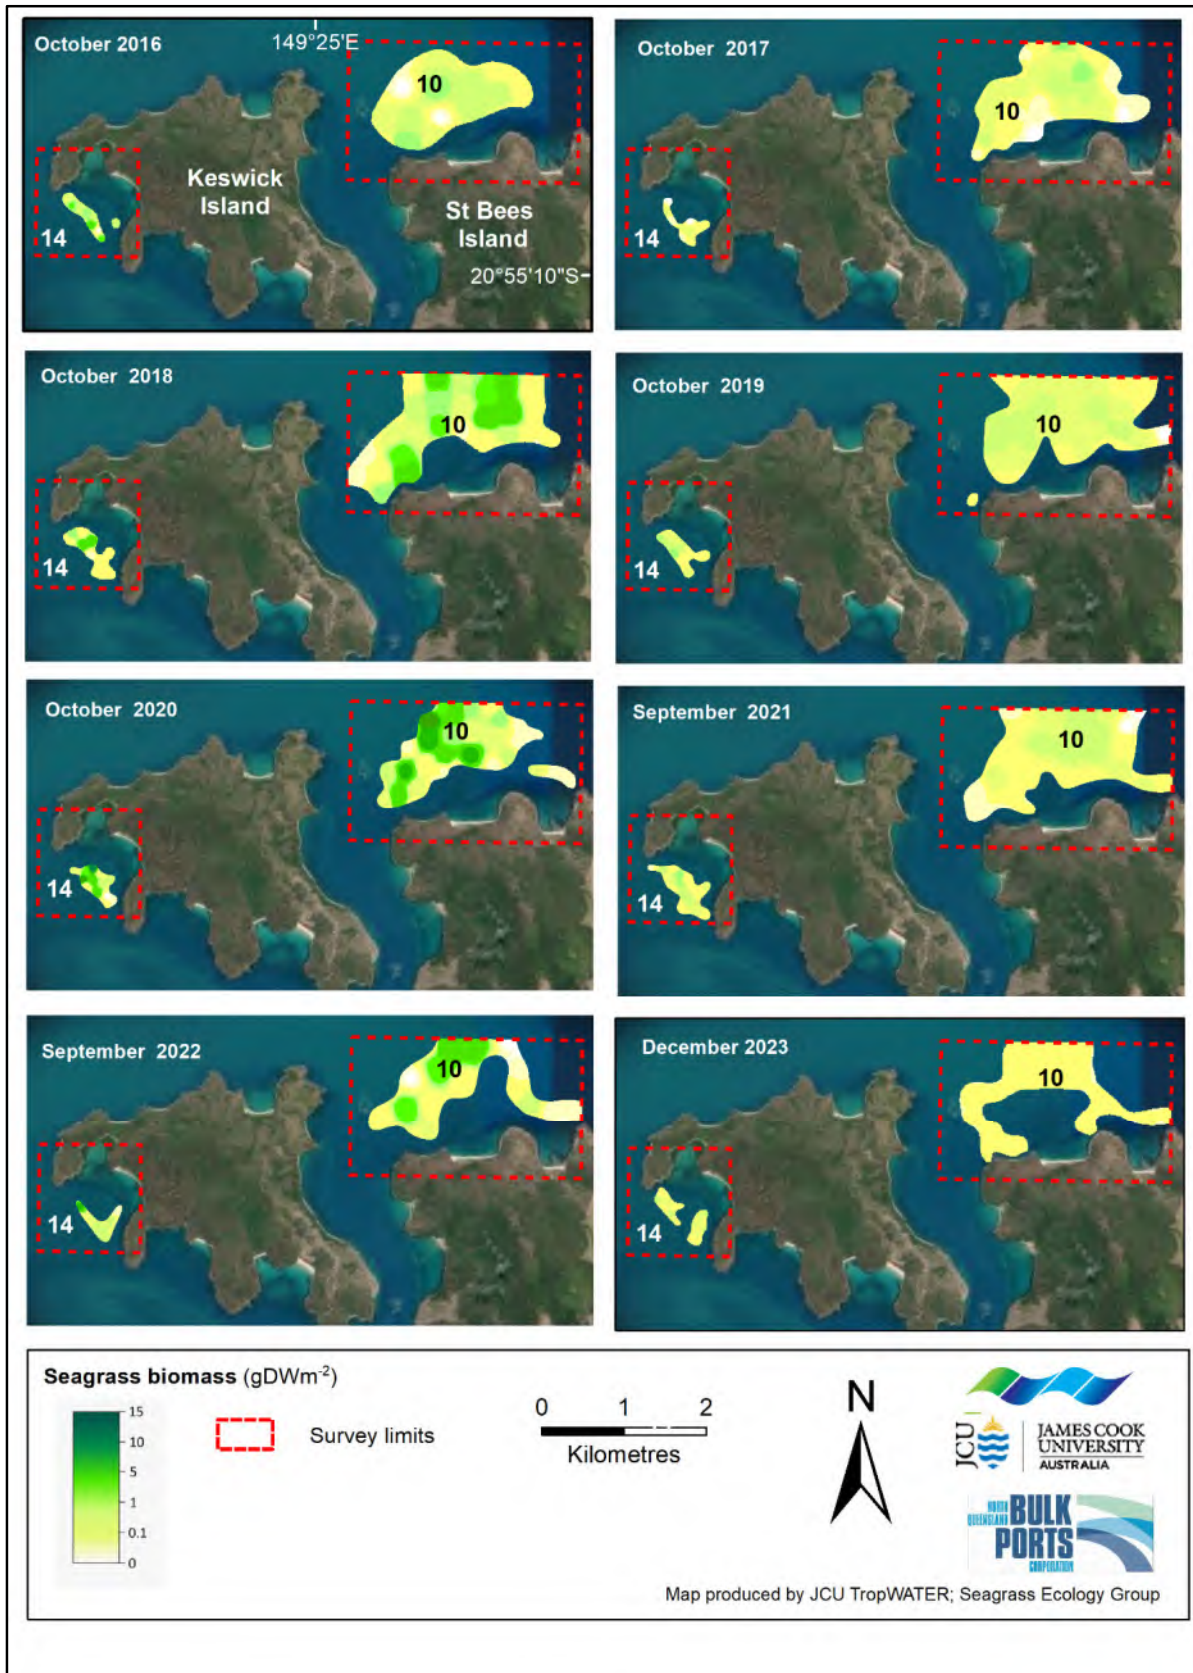 October 2016
149°25'E
10
Keswick
Island
St Bees
Island
14
20°55'10"S
October 2017
10
14
October 2018
10
14
October 2019
10
14
October 2020
10
14
September 2021
10
14
September 2022
10
14
December 2023
10
14
Seagrass biomass (gDWm⁻²)
15
10
5
1
0.1
0
Survey limits
0 1 2
Kilometres
N
JCU
JAMES COOK
UNIVERSITY
AUSTRALIA
NORTH
QUEENSLAND
BULK
PORTS
CORPORATION
Map produced by JCU TropWATER; Seagrass Ecology Group